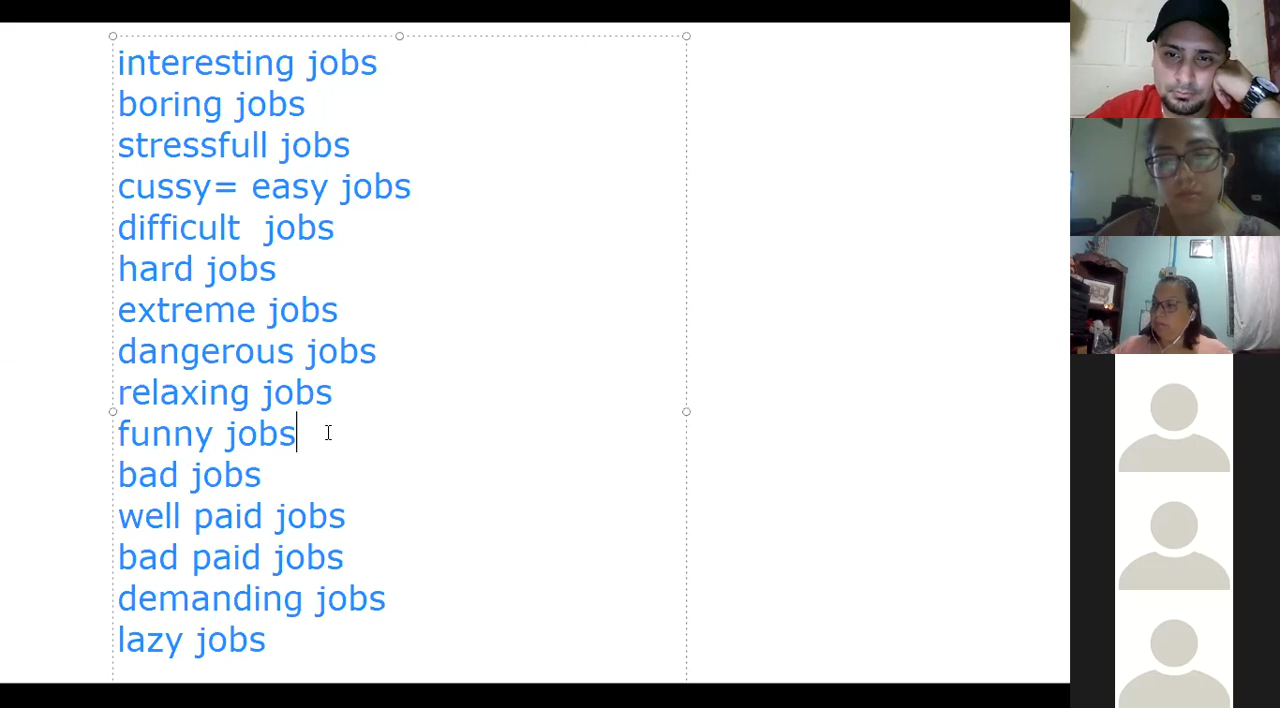 interesting jobs
boring jobs
stressfull jobs
cussy= easy jobs
difficult  jobs
hard jobs
extreme jobs
dangerous jobs
relaxing jobs
funny jobs
bad jobs
well paid jobs
bad paid jobs
demanding jobs
lazy jobs